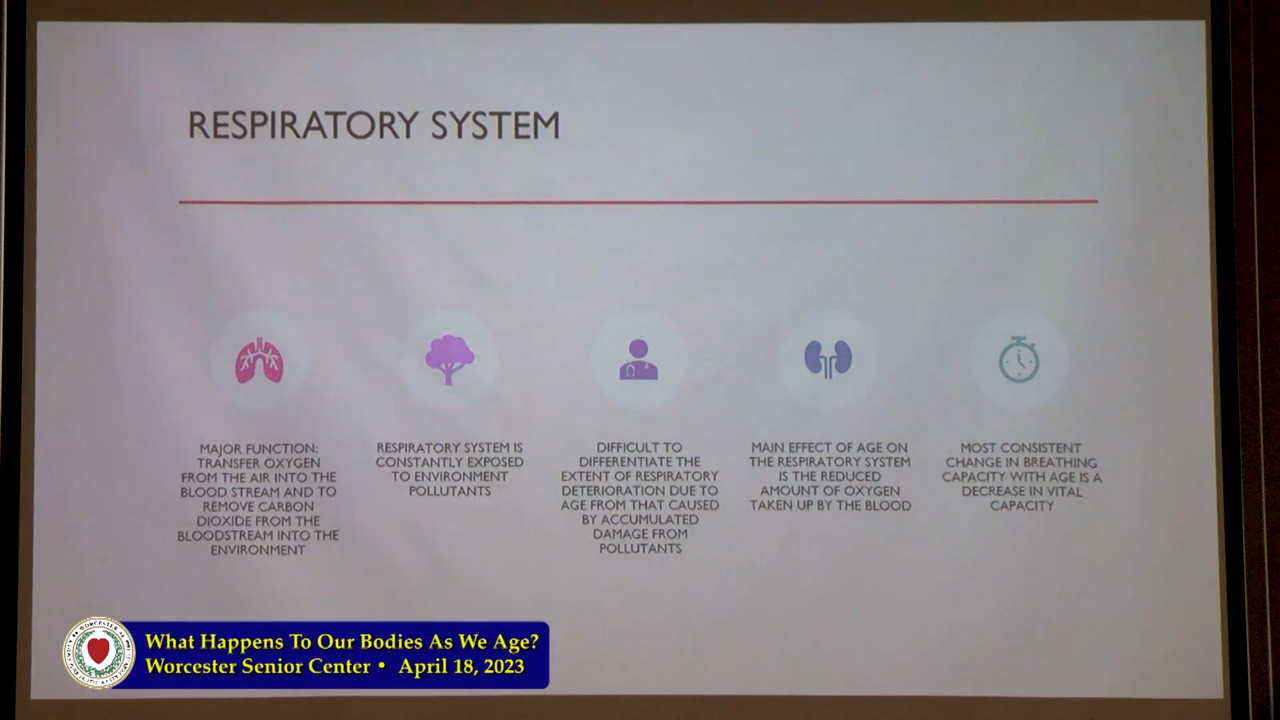 RESPIRATORY SYSTEM
MAJOR FUNCTION:
TRANSFER OXYGEN
FROM THE AIR INTO THE
BLOOD STREAM AND TO
REMOVE CARBON
DIOXIDE FROM THE
BLOODSTREAM INTO THE
ENVIRONMENT
RESPIRATORY SYSTEM IS
CONSTANTLY EXPOSED
TO ENVIRONMENT
POLLUTANTS
DIFFICULT TO
DIFFERENTIATE THE
EXTENT OF RESPIRATORY
DETERIORATION DUE TO
AGE FROM THAT CAUSED
BY ACCUMULATED
DAMAGE FROM
POLLUTANTS
MAIN EFFECT OF AGE ON
THE RESPIRATORY SYSTEM
IS THE REDUCED
AMOUNT OF OXYGEN
TAKEN UP BY THE BLOOD
MOST CONSISTENT
CHANGE IN BREATHING
CAPACITY WITH AGE IS A
DECREASE IN VITAL
CAPACITY
What Happens To Our Bodies As We Age?
Worcester Senior Center • April 18, 2023